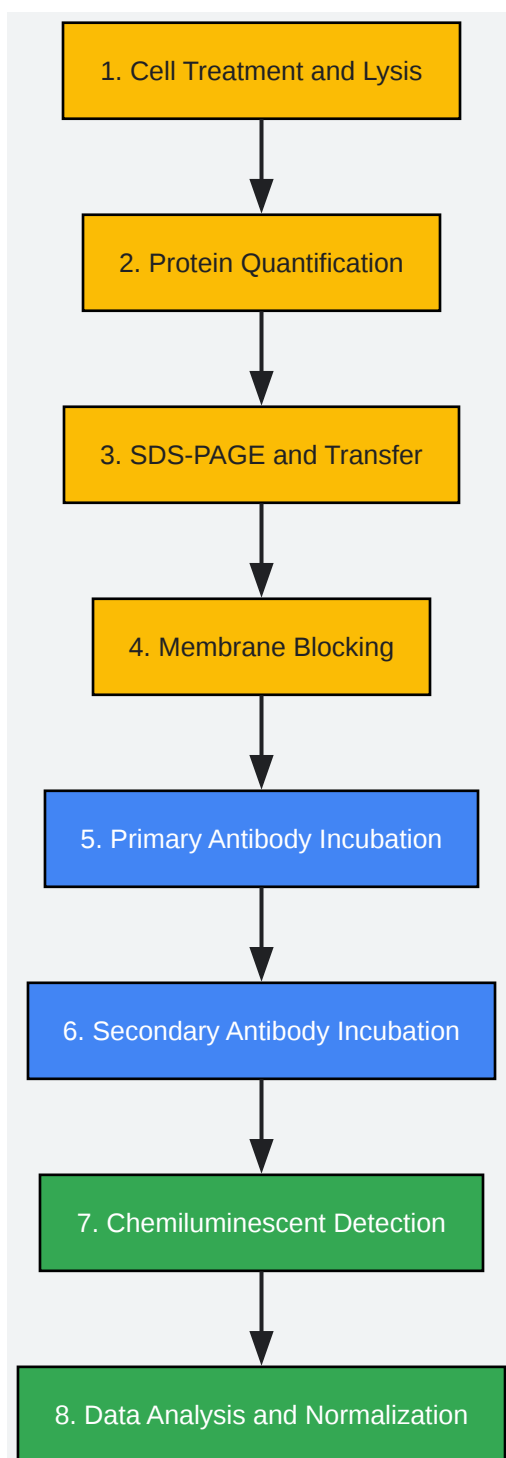 1. Cell Treatment and Lysis
2. Protein Quantification
3. SDS-PAGE and Transfer
4. Membrane Blocking
5. Primary Antibody Incubation
6. Secondary Antibody Incubation
7. Chemiluminescent Detection
8. Data Analysis and Normalization